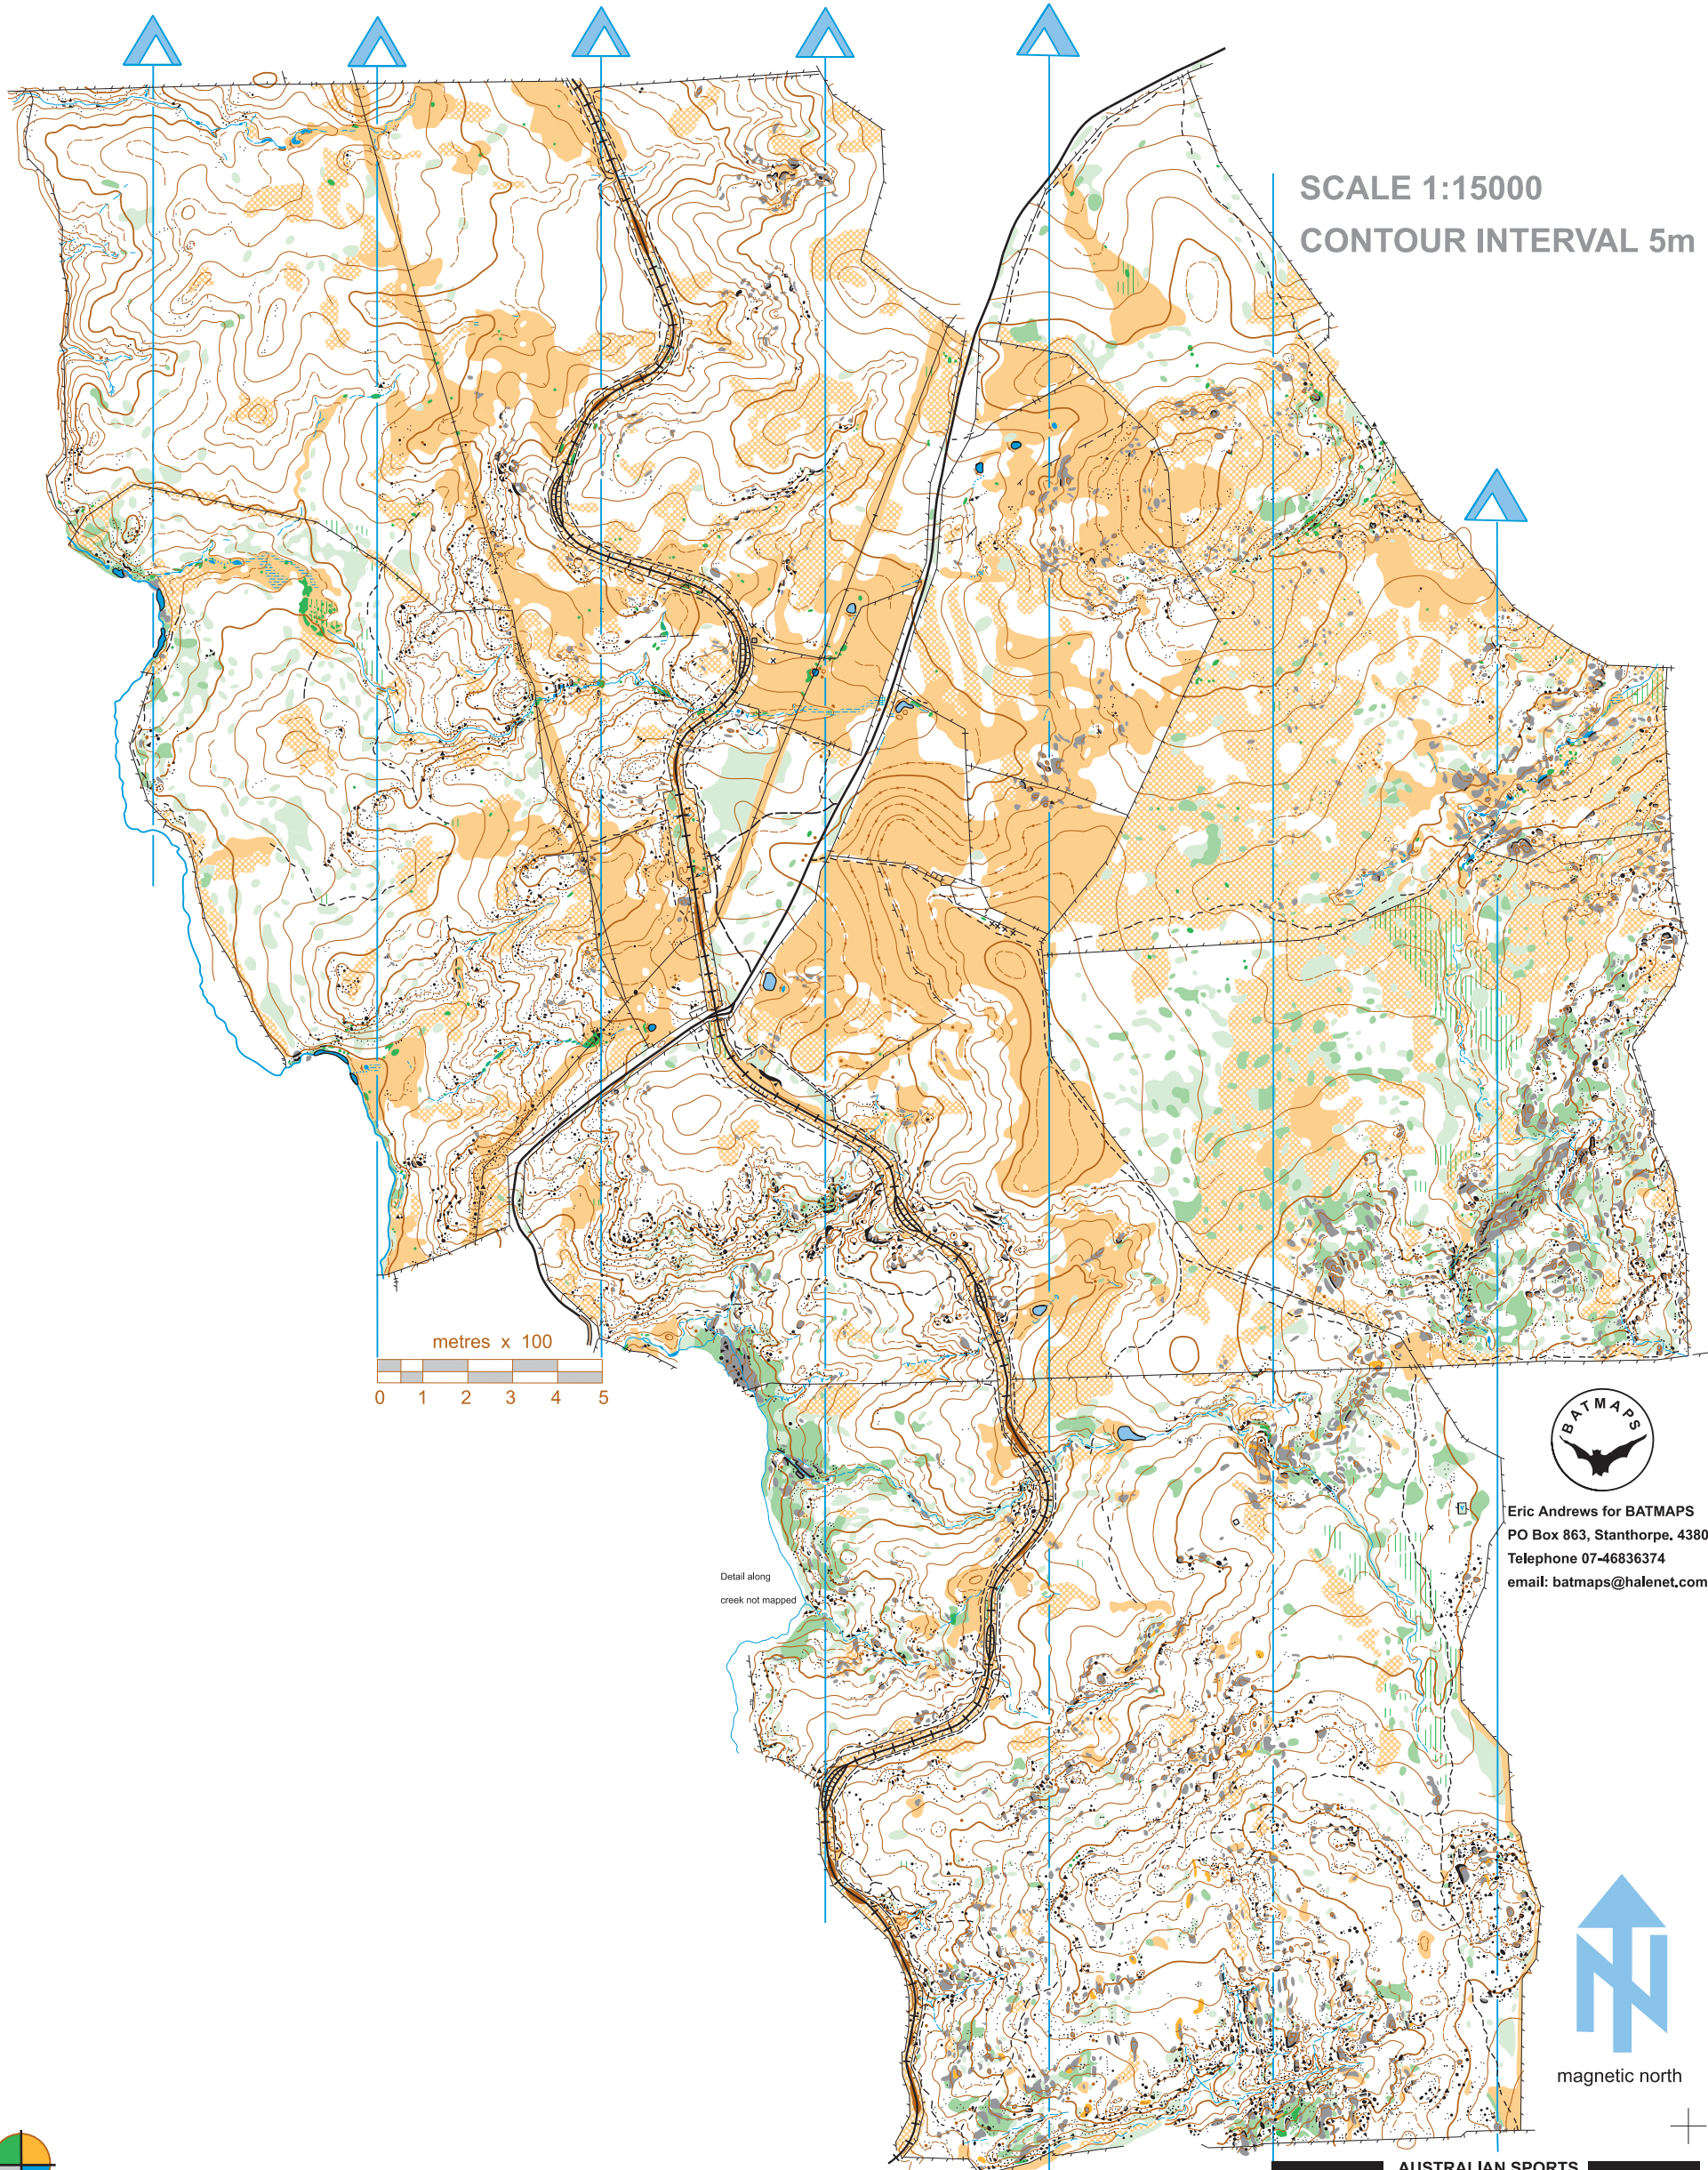 SCALE 1:15000
CONTOUR INTERVAL 5m
metres x 100
0 1 2 3 4 5
BATMAPS
Eric Andrews for BATMAPS
PO Box 863, Stanthorpe. 4380
Telephone 07-46836374
email: batmaps@halenet.com
Detail along
creek not mapped
N
magnetic north
AUSTRALIAN SPORTS